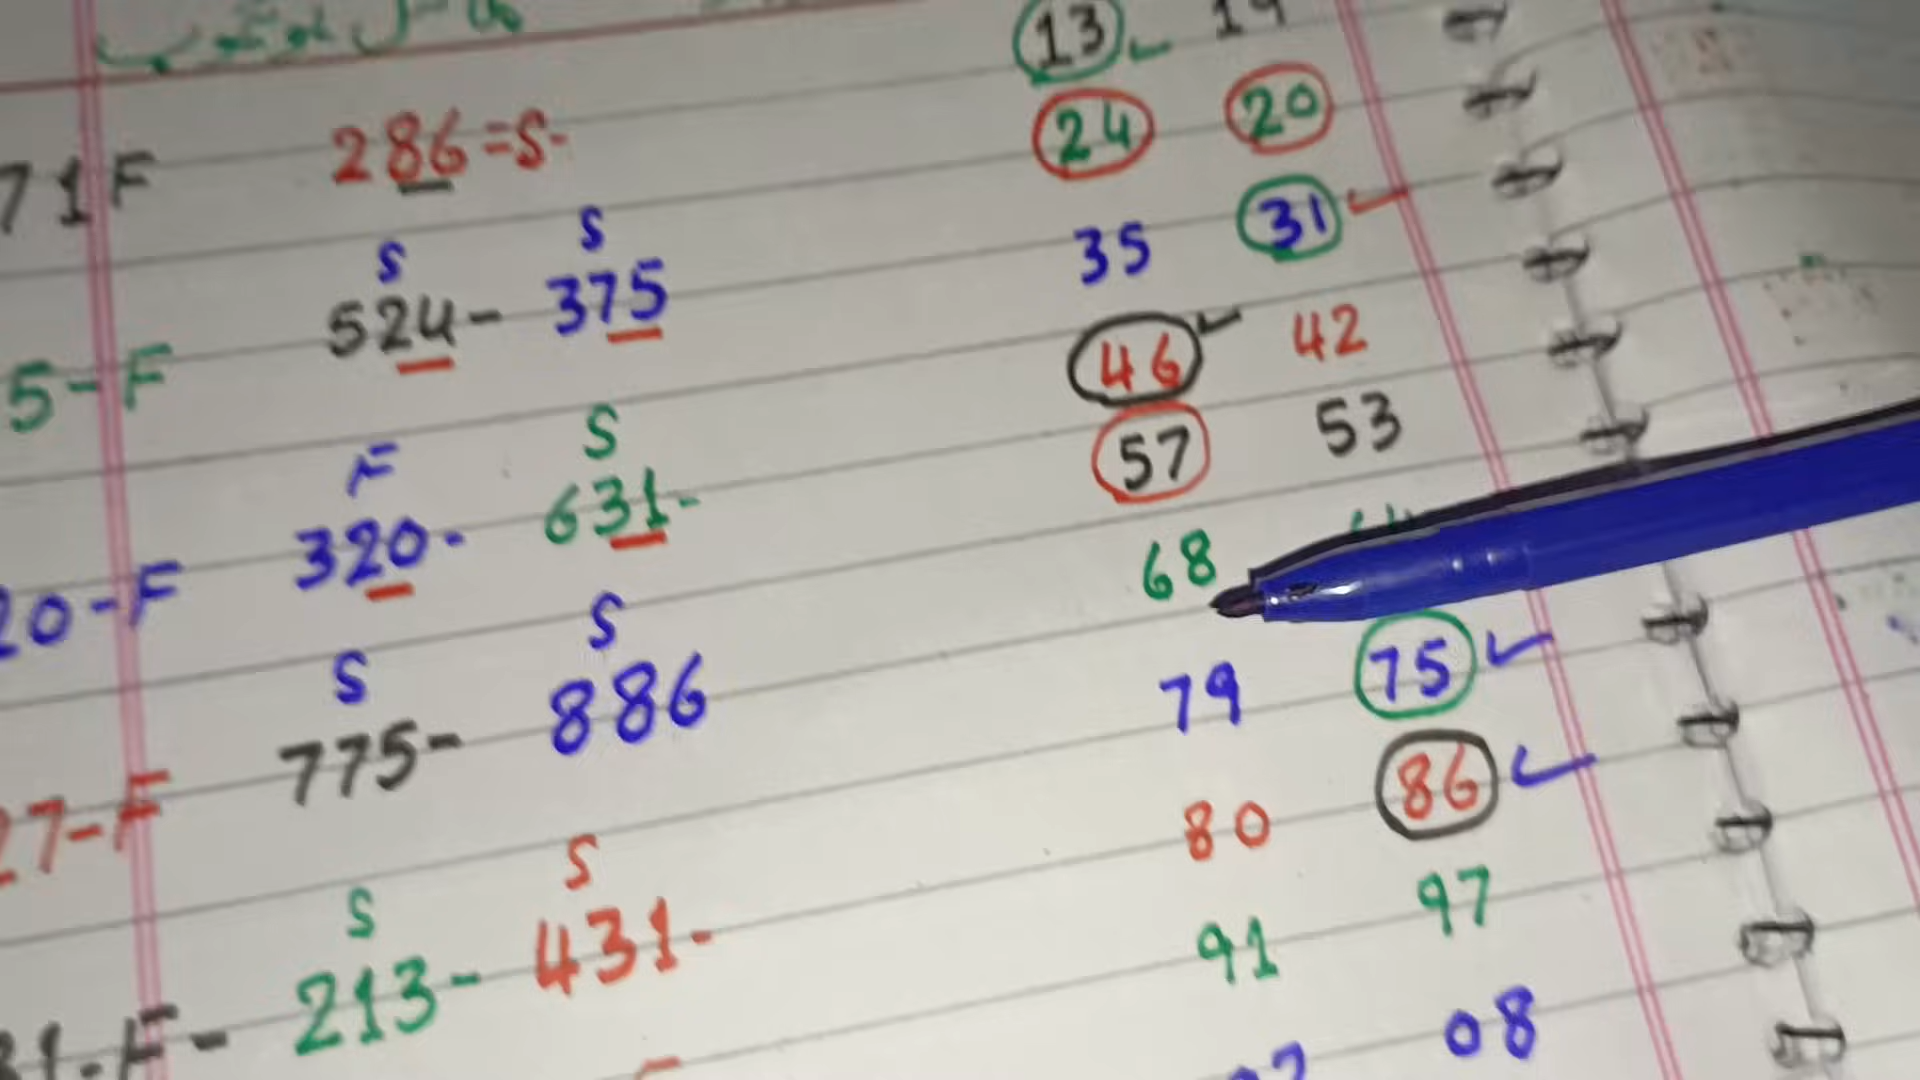 13 19
71F 286=S- 24 20
S S
524- 375 35 31
5-F 46 42
F S
320- 631- 57 53
20-F 68
S S
775- 886 79 75
27-F 80 86
S S
213- 431- 91 97
31-F- 08